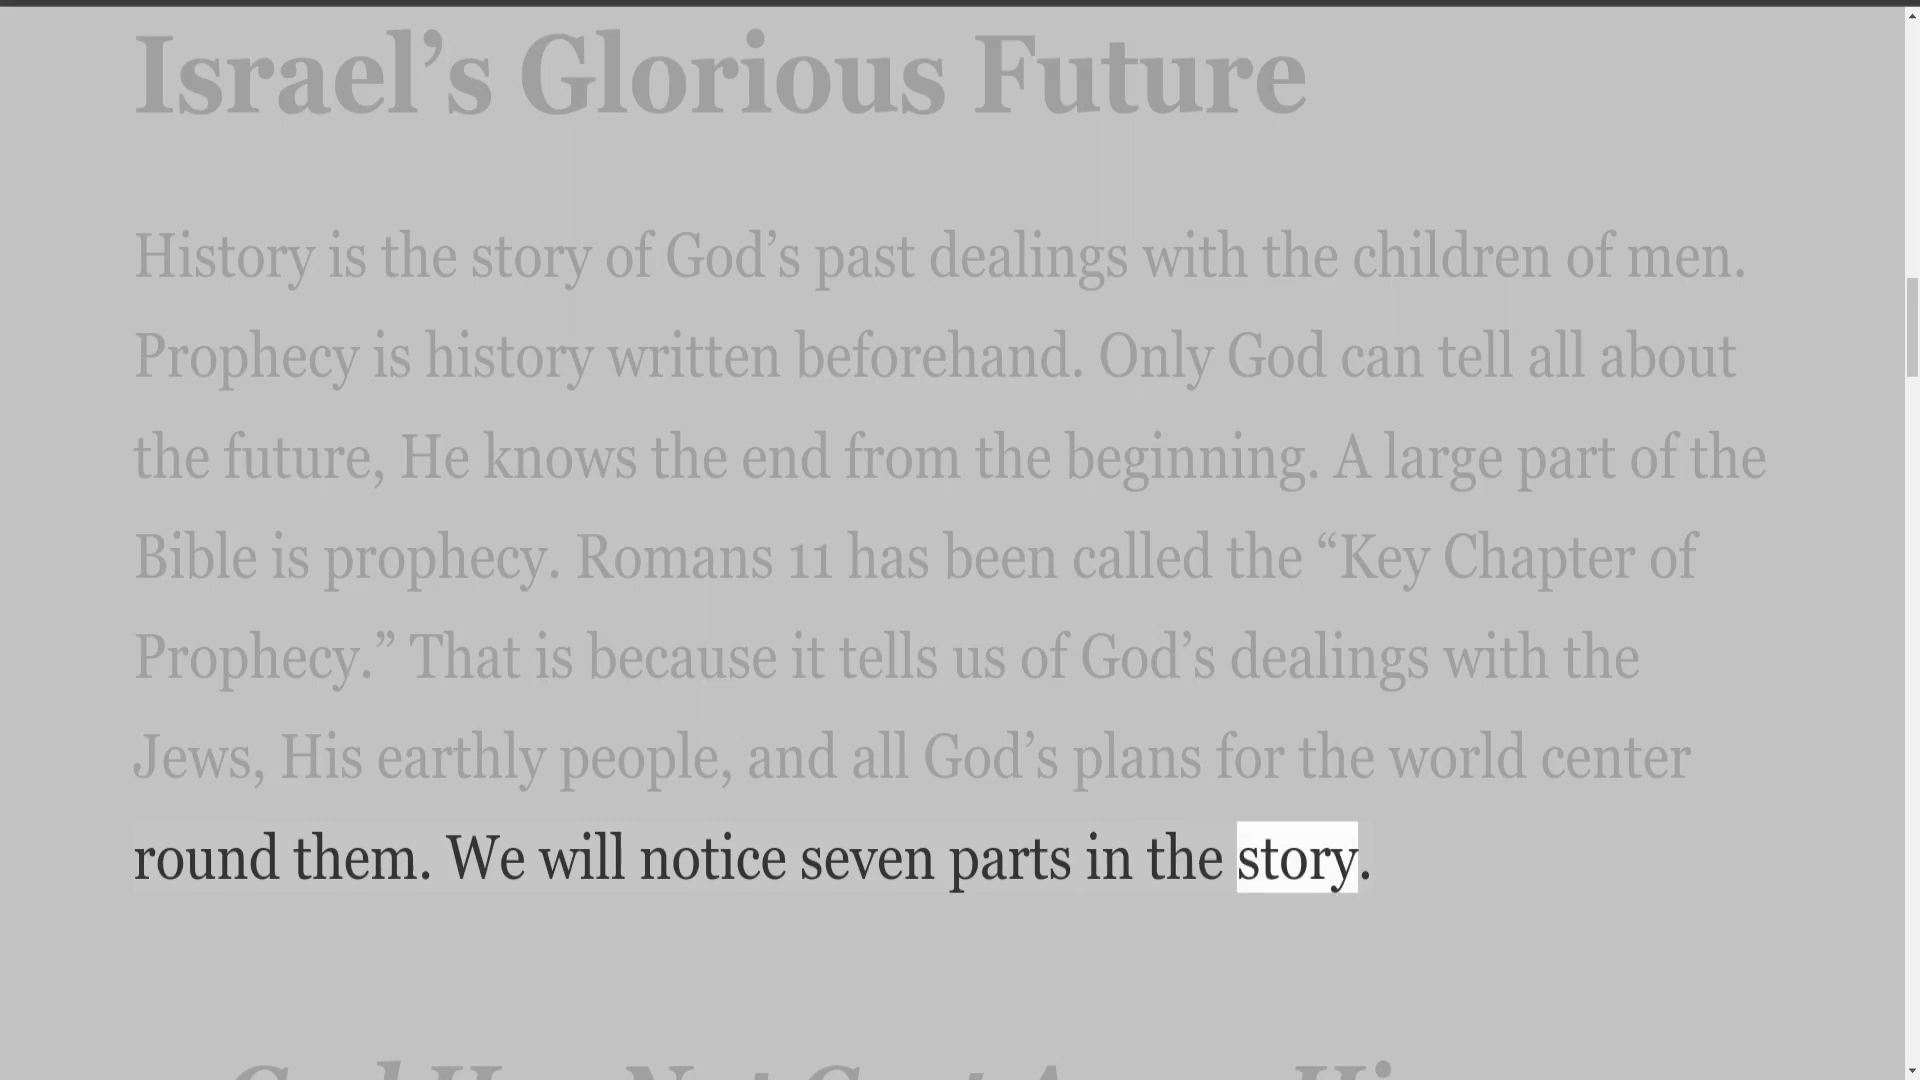 Israel’s Glorious Future
History is the story of God’s past dealings with the children of men.
Prophecy is history written beforehand. Only God can tell all about
the future, He knows the end from the beginning. A large part of the
Bible is prophecy. Romans 11 has been called the “Key Chapter of
Prophecy.” That is because it tells us of God’s dealings with the
Jews, His earthly people, and all God’s plans for the world center
round them. We will notice seven parts in the story.